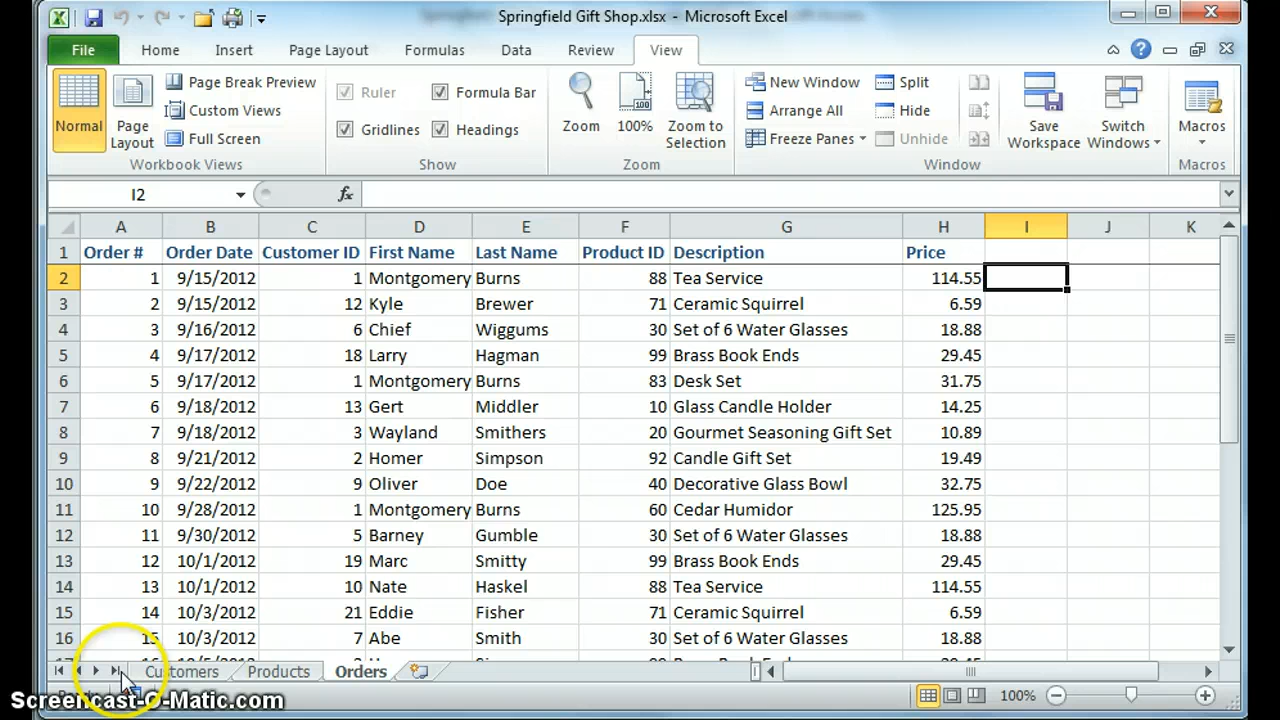 Springfield Gift Shop.xlsx - Microsoft Excel
File Home Insert Page Layout Formulas Data Review View
Normal
Page Layout
Page Break Preview
Custom Views
Full Screen
Workbook Views
Ruler
Formula Bar
Gridlines
Headings
Show
Zoom
100%
Zoom to Selection
Zoom
New Window
Arrange All
Freeze Panes
Split
Hide
Unhide
Save Workspace
Switch Windows
Window
Macros
Macros
I2 fx
A B C D E F G H I J K
1 Order # Order Date Customer ID First Name Last Name Product ID Description Price
2 1 9/15/2012 1 Montgomery Burns 88 Tea Service 114.55
3 2 9/15/2012 12 Kyle Brewer 71 Ceramic Squirrel 6.59
4 3 9/16/2012 6 Chief Wiggums 30 Set of 6 Water Glasses 18.88
5 4 9/17/2012 18 Larry Hagman 99 Brass Book Ends 29.45
6 5 9/17/2012 1 Montgomery Burns 83 Desk Set 31.75
7 6 9/18/2012 13 Gert Middler 10 Glass Candle Holder 14.25
8 7 9/18/2012 3 Wayland Smithers 20 Gourmet Seasoning Gift Set 10.89
9 8 9/21/2012 2 Homer Simpson 92 Candle Gift Set 19.49
10 9 9/22/2012 9 Oliver Doe 40 Decorative Glass Bowl 32.75
11 10 9/28/2012 1 Montgomery Burns 60 Cedar Humidor 125.95
12 11 9/30/2012 5 Barney Gumble 30 Set of 6 Water Glasses 18.88
13 12 10/1/2012 19 Marc Smitty 99 Brass Book Ends 29.45
14 13 10/1/2012 10 Nate Haskel 88 Tea Service 114.55
15 14 10/3/2012 21 Eddie Fisher 71 Ceramic Squirrel 6.59
16 15 10/3/2012 7 Abe Smith 30 Set of 6 Water Glasses 18.88
Customers Products Orders
100%
Screencast-O-Matic.com